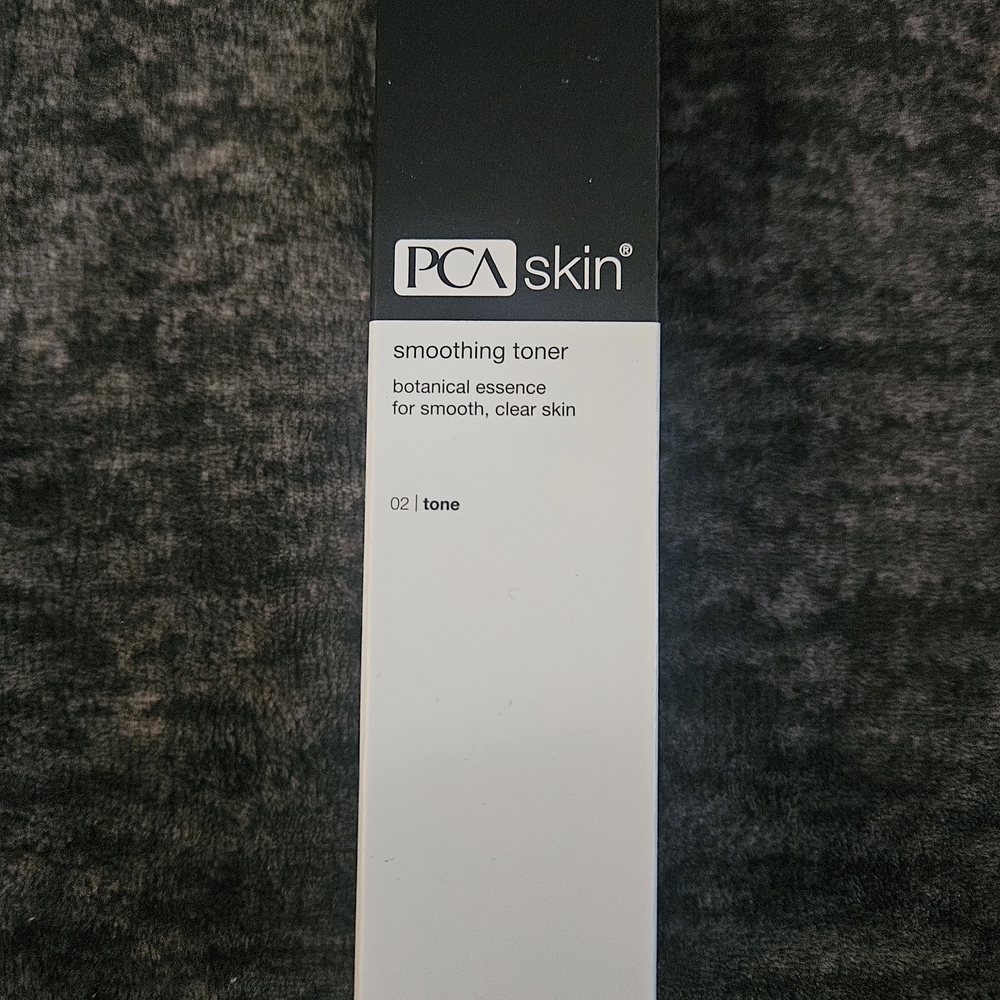 PCA skin®
smoothing toner
botanical essence
for smooth, clear skin
02 | tone